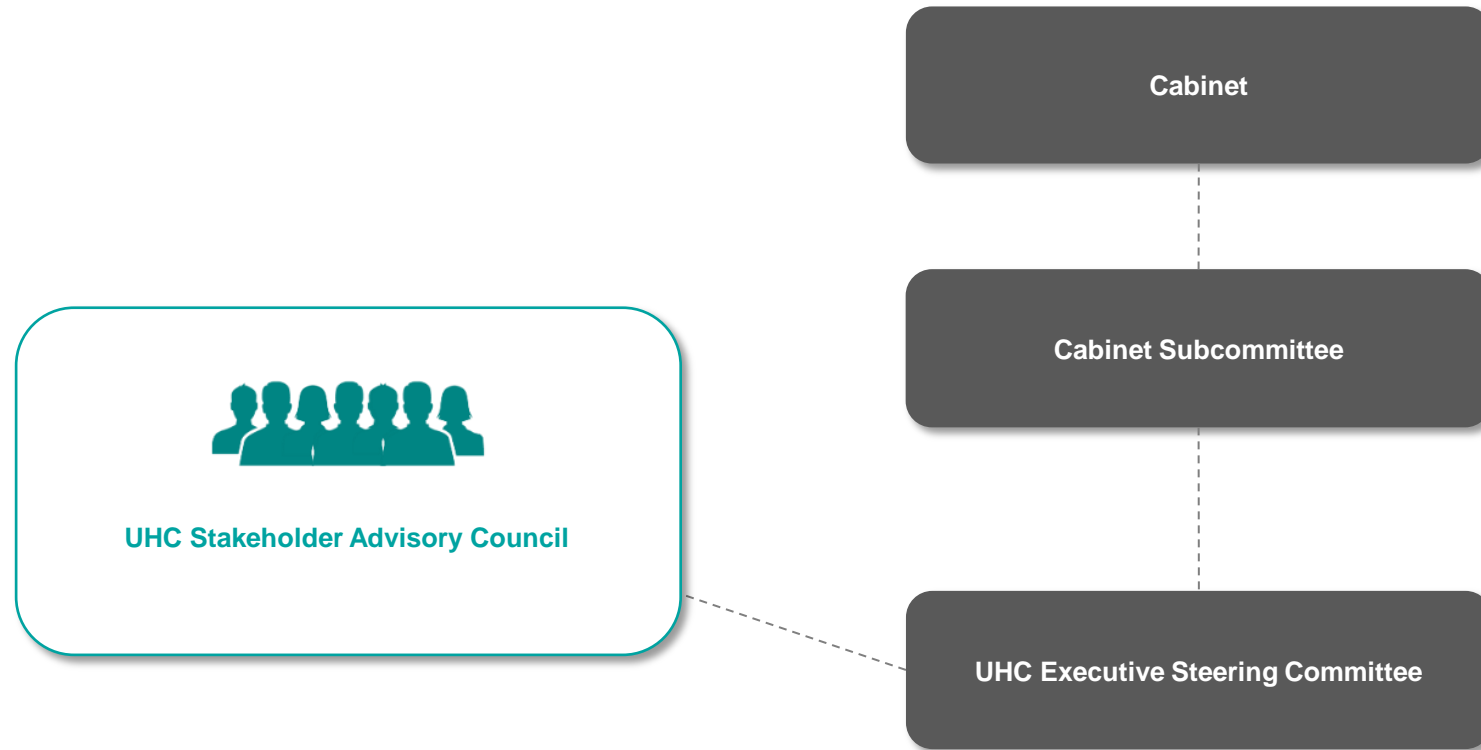 Cabinet
Cabinet Subcommittee
UHC Stakeholder Advisory Council
UHC Executive Steering Committee